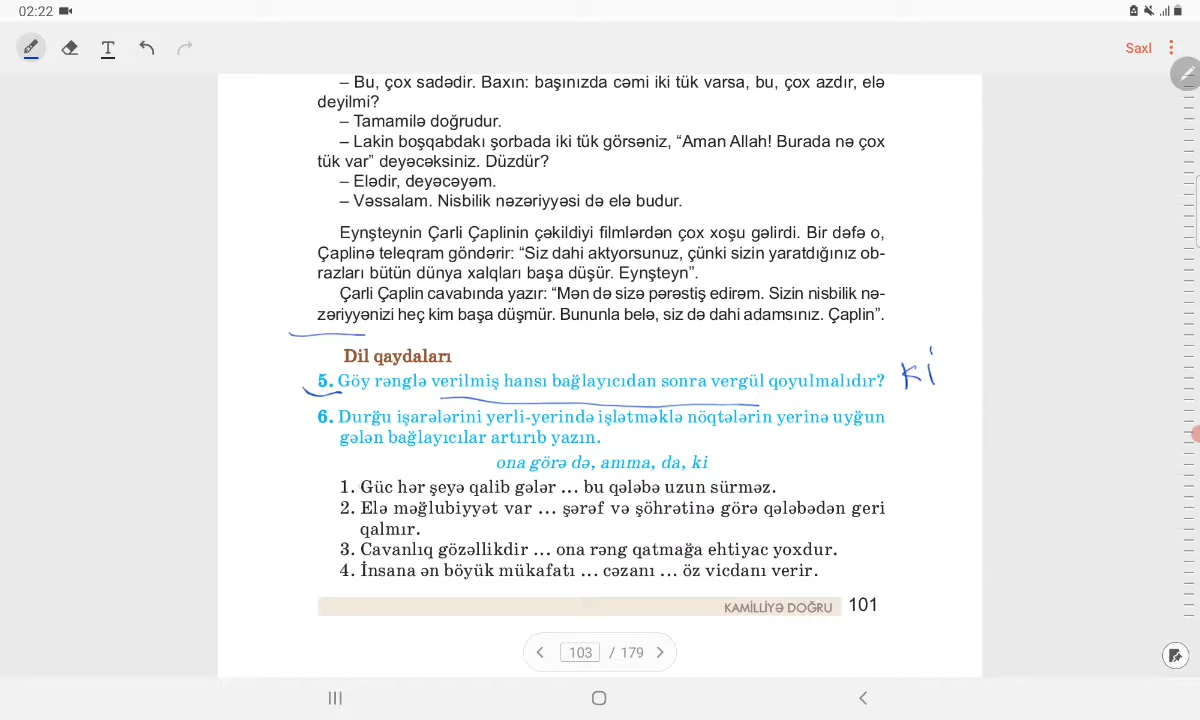 02:22
Saxl
– Bu, çox sadədir. Baxın: başınızda cəmi iki tük varsa, bu, çox azdır, elə
deyilmi?
– Tamamilə doğrudur.
– Lakin boşqabdakı şorbada iki tük görsəniz, “Aman Allah! Burada nə çox
tük var” deyəcəksiniz. Düzdür?
– Elədir, deyəcəyəm.
– Vəssalam. Nisbilik nəzəriyyəsi də elə budur.
Eynşteynin Çarli Çaplinin çəkildiyi filmlərdən çox xoşu gəlirdi. Bir dəfə o,
Çaplinə teleqram göndərir: “Siz dahi aktyorsunuz, çünki sizin yaratdığınız ob-
razları bütün dünya xalqları başa düşür. Eynşteyn”.
Çarli Çaplin cavabında yazır: “Mən də sizə pərəstiş edirəm. Sizin nisbilik nə-
zəriyyənizi heç kim başa düşmür. Bununla belə, siz də dahi adamsınız. Çaplin”.
Dil qaydaları
5. Göy rənglə verilmiş hansı bağlayıcıdan sonra vergül qoyulmalıdır? ki
6. Durğu işarələrini yerli-yerində işlətməklə nöqtələrin yerinə uyğun
gələn bağlayıcılar artırıb yazın.
ona görə də, amma, da, ki
1. Güc hər şeyə qalib gələr ... bu qələbə uzun sürməz.
2. Elə məğlubiyyət var ... şərəf və şöhrətinə görə qələbədən geri
qalmır.
3. Cavanlıq gözəllikdir ... ona rəng qatmağa ehtiyac yoxdur.
4. İnsana ən böyük mükafatı ... cəzanı ... öz vicdanı verir.
KAMİLLİYƏ DOĞRU 101
103 / 179